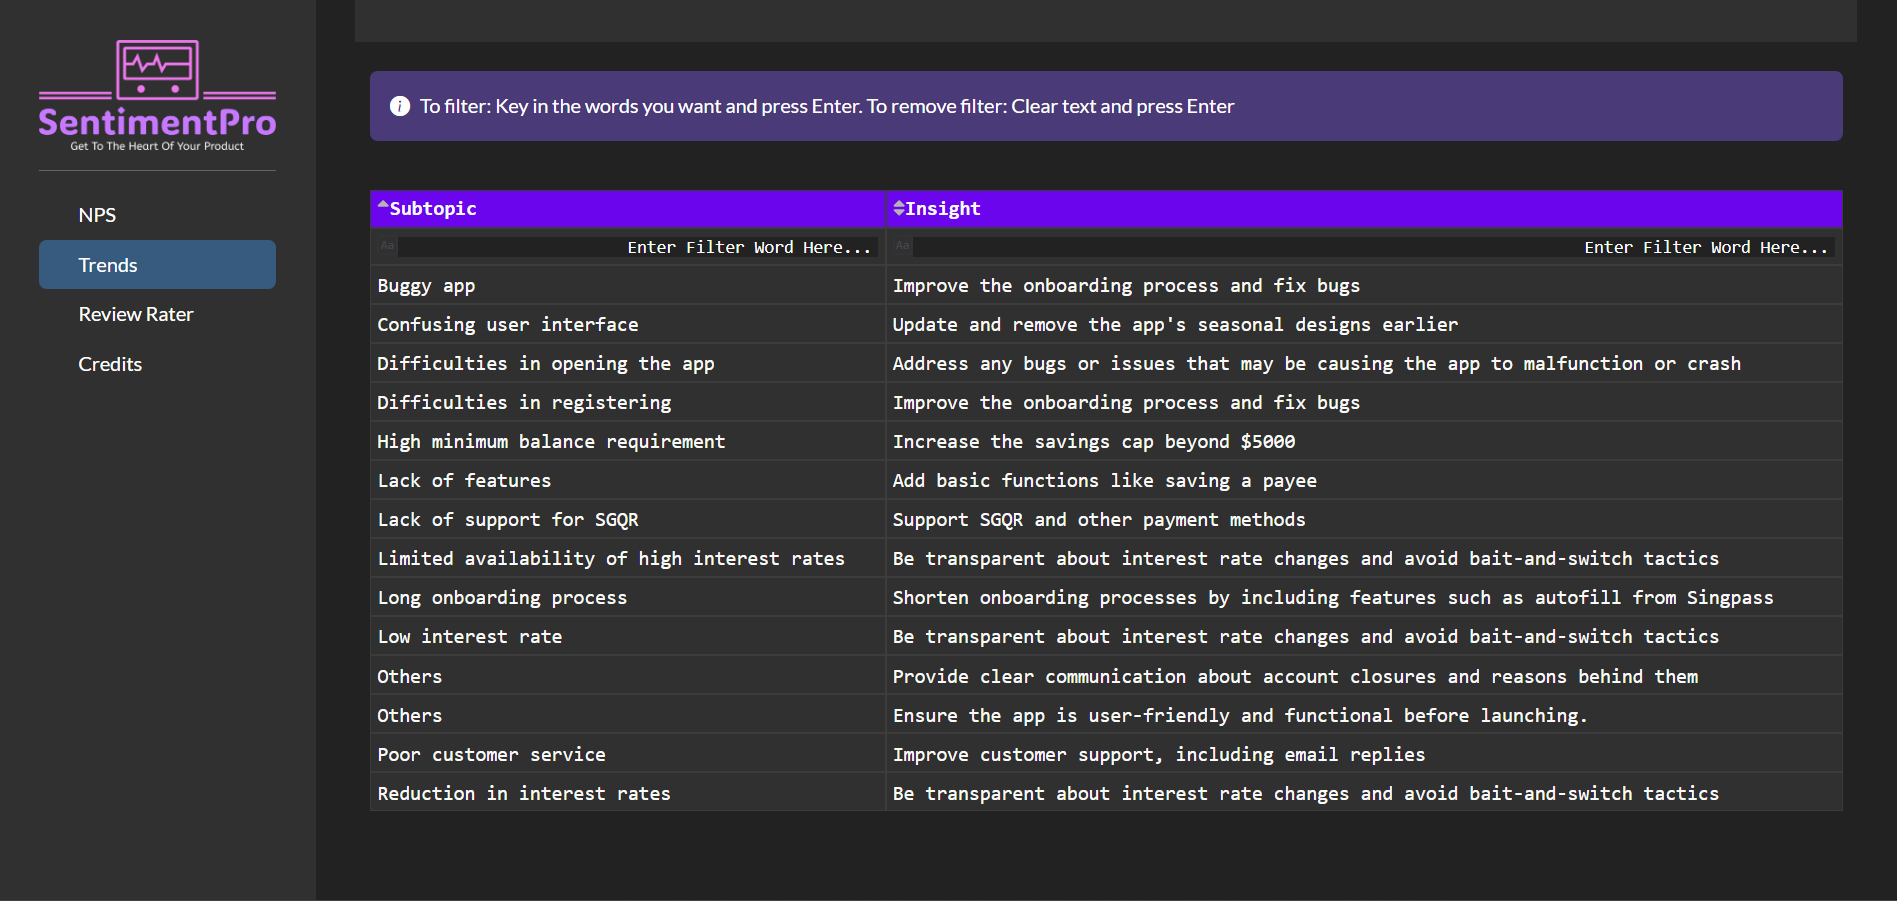 SentimentPro
Get To The Heart Of Your Product
NPS
Trends
Review Rater
Credits
To filter: Key in the words you want and press Enter. To remove filter: Clear text and press Enter
Subtopic Insight
Aa Enter Filter Word Here... Aa Enter Filter Word Here...
Buggy app Improve the onboarding process and fix bugs
Confusing user interface Update and remove the app's seasonal designs earlier
Difficulties in opening the app Address any bugs or issues that may be causing the app to malfunction or crash
Difficulties in registering Improve the onboarding process and fix bugs
High minimum balance requirement Increase the savings cap beyond $5000
Lack of features Add basic functions like saving a payee
Lack of support for SGQR Support SGQR and other payment methods
Limited availability of high interest rates Be transparent about interest rate changes and avoid bait-and-switch tactics
Long onboarding process Shorten onboarding processes by including features such as autofill from Singpass
Low interest rate Be transparent about interest rate changes and avoid bait-and-switch tactics
Others Provide clear communication about account closures and reasons behind them
Others Ensure the app is user-friendly and functional before launching.
Poor customer service Improve customer support, including email replies
Reduction in interest rates Be transparent about interest rate changes and avoid bait-and-switch tactics